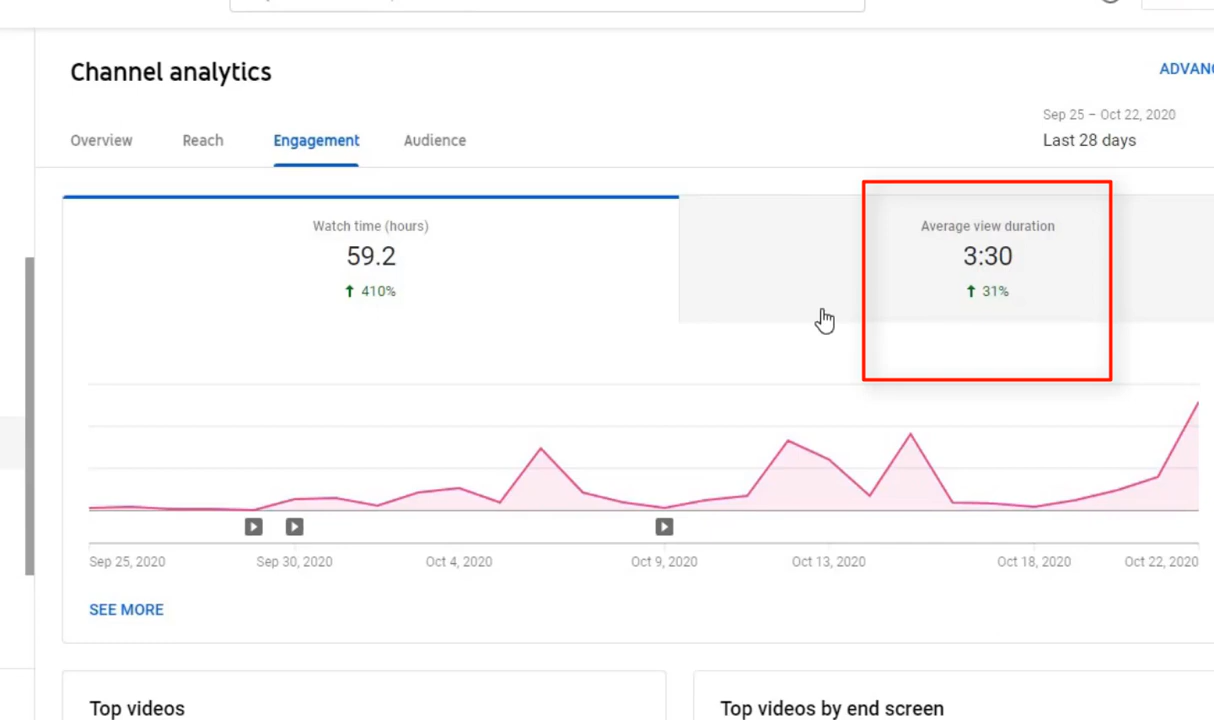 Channel analytics
ADVANC
Overview Reach Engagement Audience
Sep 25 – Oct 22, 2020
Last 28 days
Watch time (hours)
59.2
410%
Average view duration
3:30
31%
Sep 25, 2020 Sep 30, 2020 Oct 4, 2020 Oct 9, 2020 Oct 13, 2020 Oct 18, 2020 Oct 22, 2020
SEE MORE
Top videos
Top videos by end screen